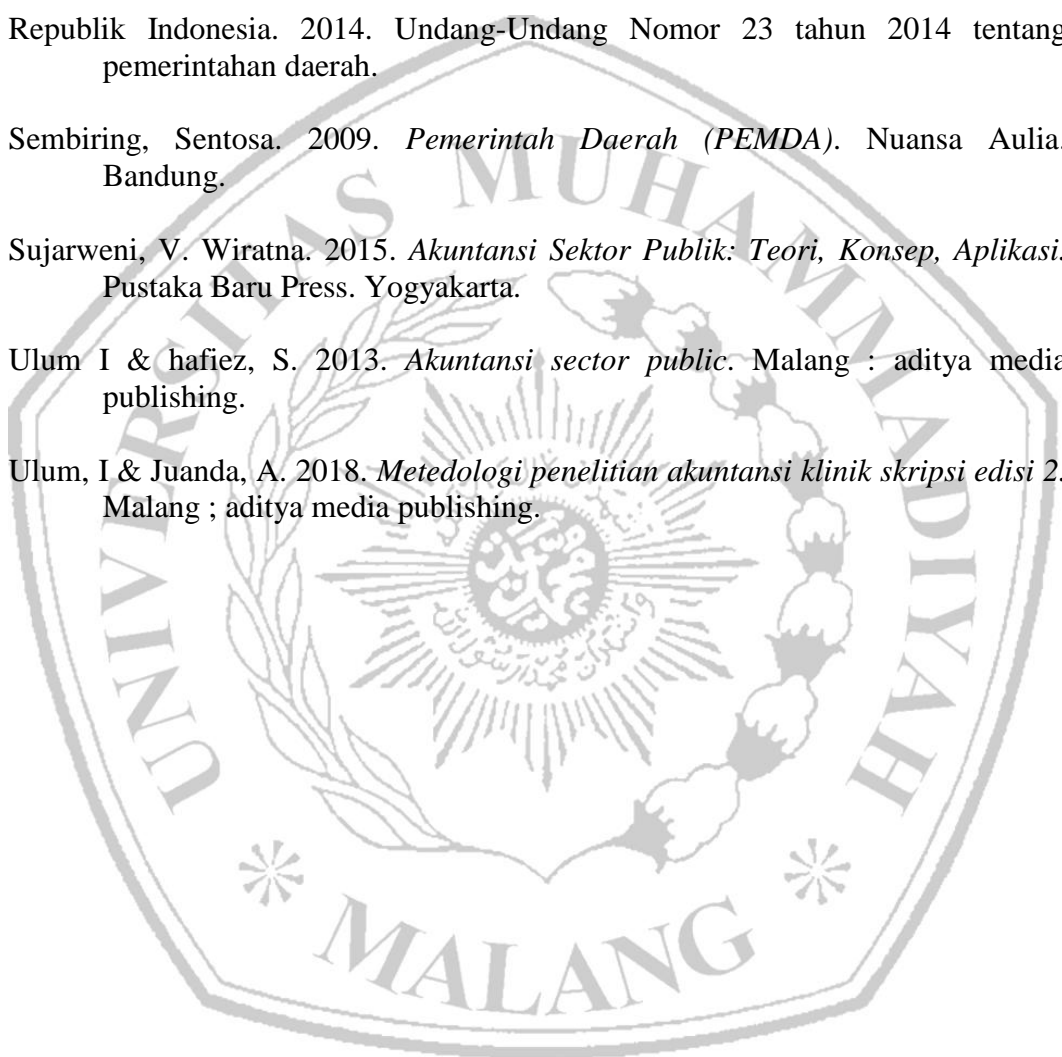 Republik Indonesia. 2014. Undang-Undang Nomor 23 tahun 2014 tentang
pemerintahan daerah.
Sembiring, Sentosa. 2009. Pemerintah Daerah (PEMDA). Nuansa Aulia.
Bandung.
Sujarweni, V. Wiratna. 2015. Akuntansi Sektor Publik: Teori, Konsep, Aplikasi.
Pustaka Baru Press. Yogyakarta.
Ulum I & hafiez, S. 2013. Akuntansi sector public. Malang : aditya media
publishing.
Ulum, I & Juanda, A. 2018. Metedologi penelitian akuntansi klinik skripsi edisi 2.
Malang ; aditya media publishing.
UNIVERSITAS MUHAMMADIYAH
MALANG